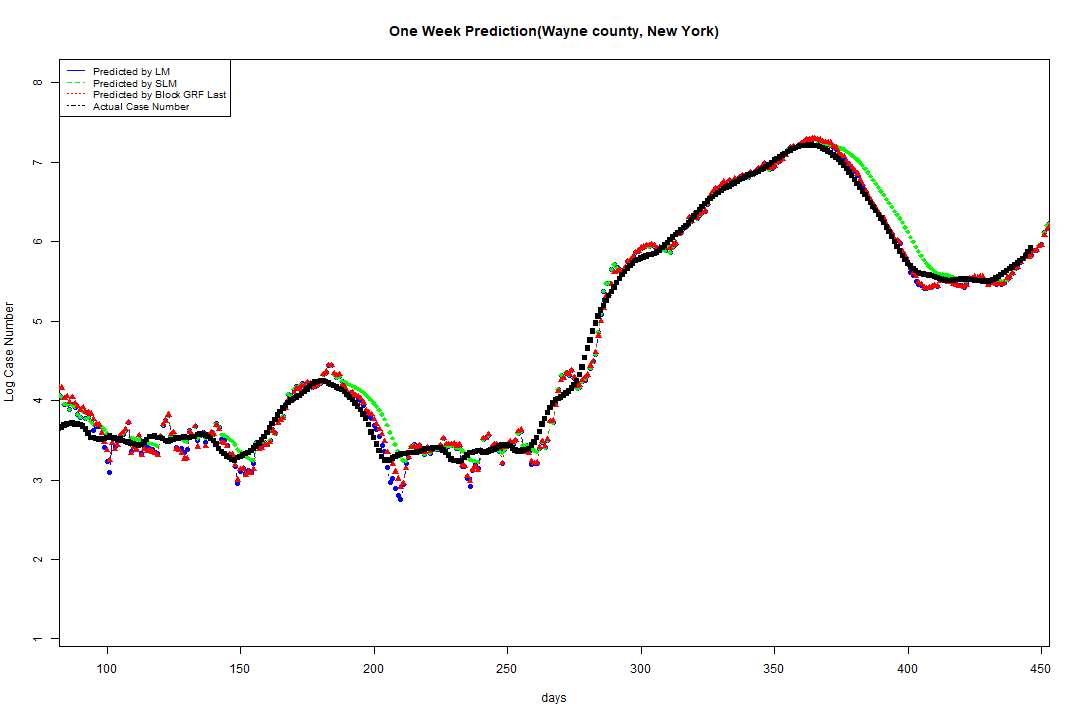 One Week Prediction(Wayne county, New York)
Predicted by LM
Predicted by SLM
Predicted by Block GRF Last
Actual Case Number
8
7
6
5
4
3
2
1
Log Case Number
100 150 200 250 300 350 400 450
days